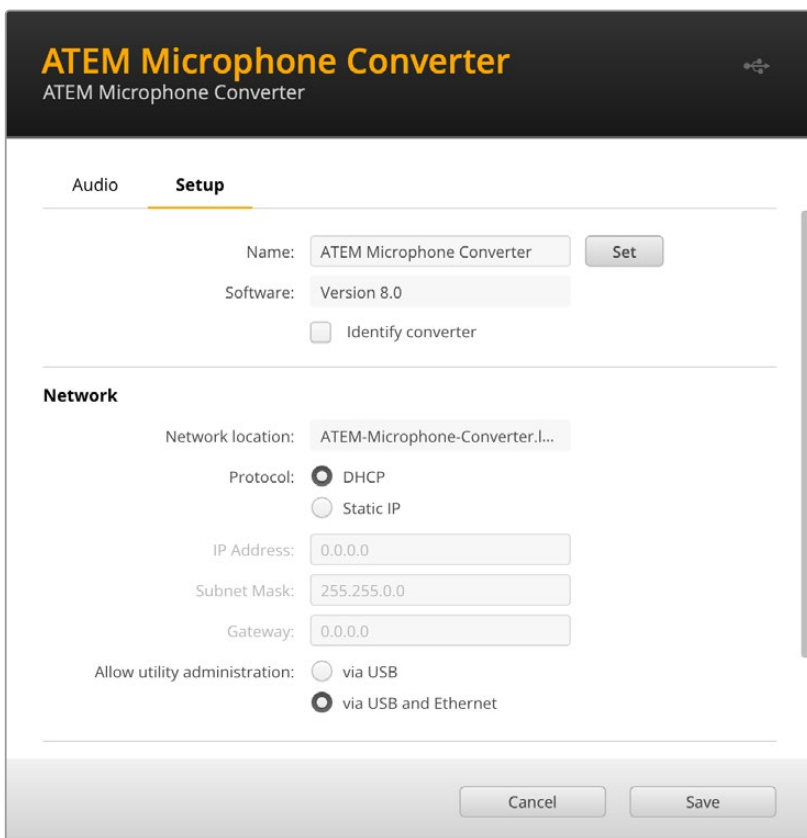 ATEM Microphone Converter
ATEM Microphone Converter
Audio Setup
Name: ATEM Microphone Converter Set
Software: Version 8.0
Identify converter
Network
Network location: ATEM-Microphone-Converter.l...
Protocol: DHCP
Static IP
IP Address: 0.0.0.0
Subnet Mask: 255.255.0.0
Gateway: 0.0.0.0
Allow utility administration: via USB
via USB and Ethernet
Cancel Save